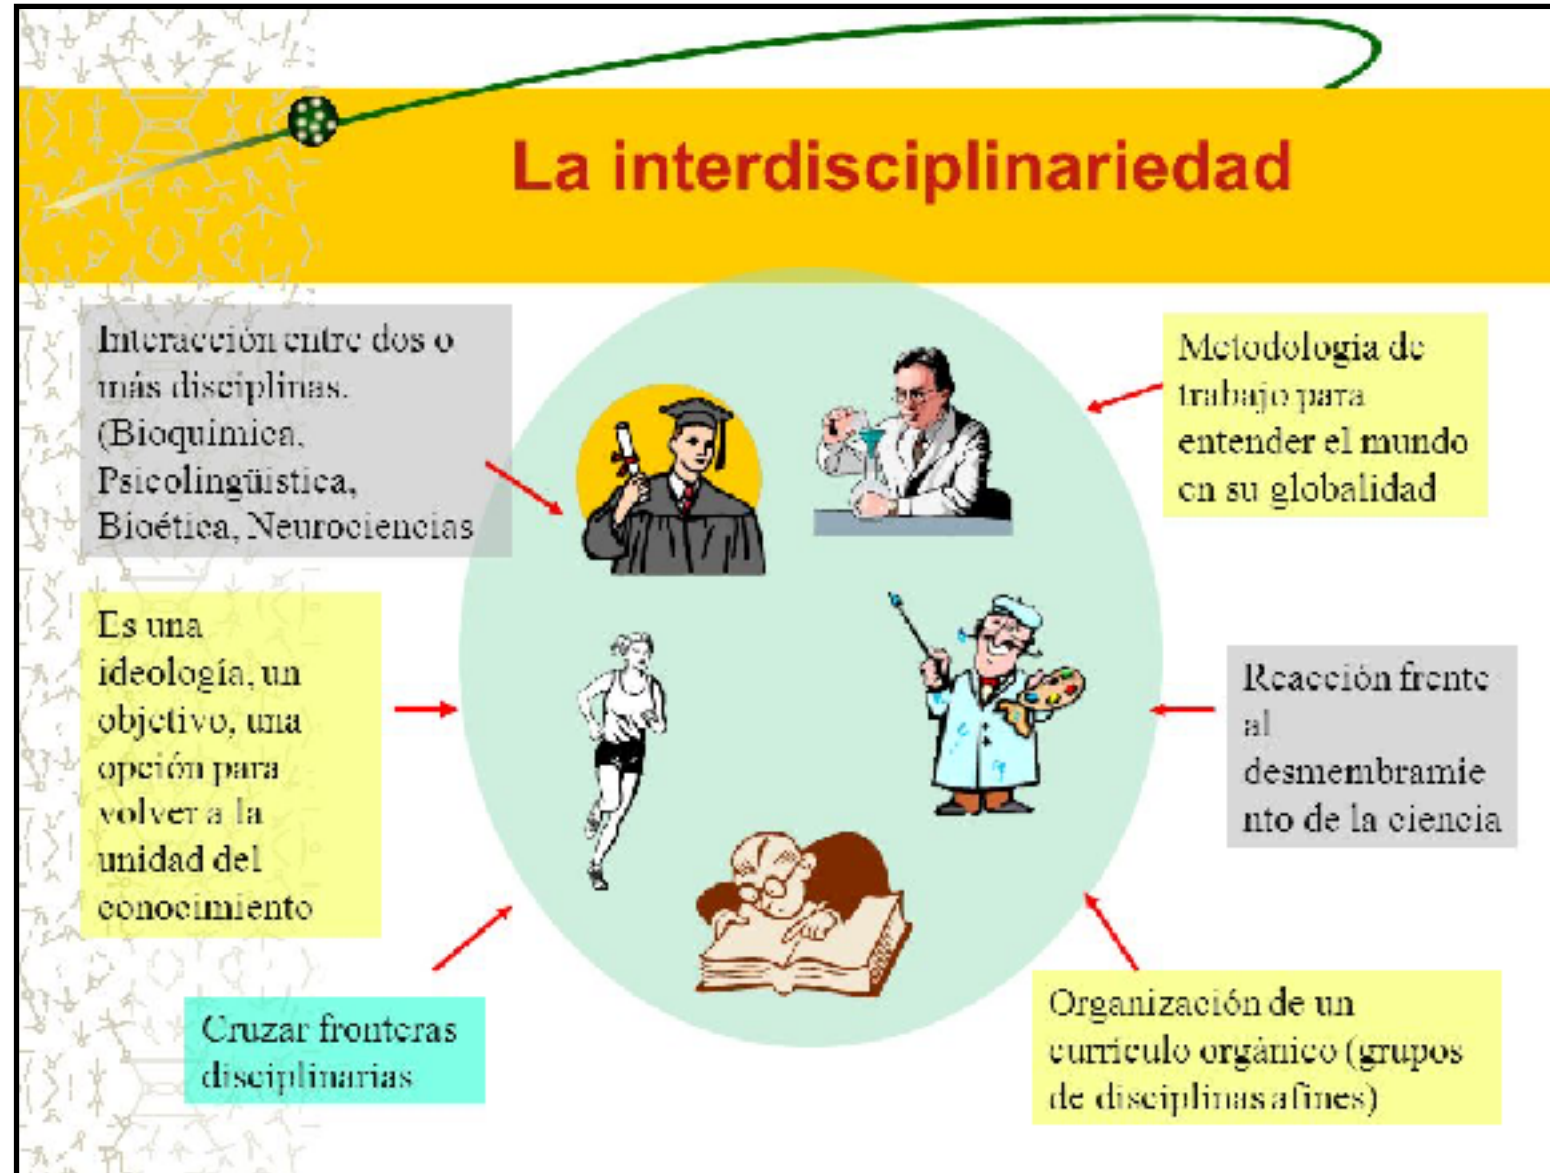 La interdisciplinariedad
Interacción entre dos o
más disciplinas.
(Bioquímica,
Psicolingüística,
Bioética, Neurociencias
Metodología de
trabajo para
entender el mundo
en su globalidad
Es una
ideología, un
objetivo, una
opción para
volver a la
unidad del
conocimiento
Reacción frente
al
desmembramie
nto de la ciencia
Cruzar fronteras
disciplinarias
Organización de un
currículo orgánico (grupos
de disciplinas afines)